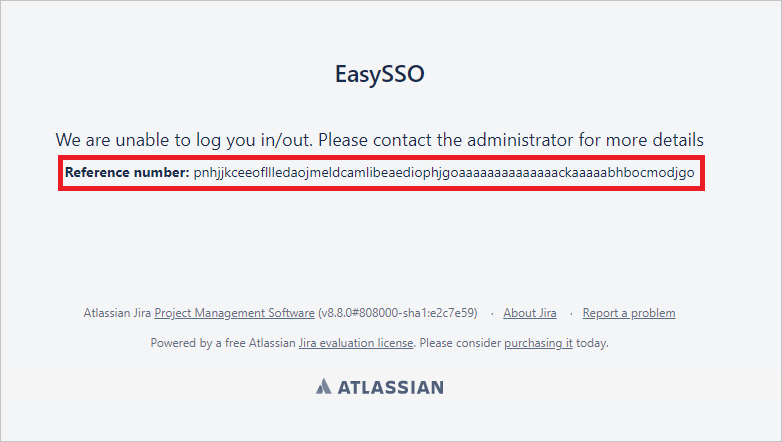 EasySSO
We are unable to log you in/out. Please contact the administrator for more details
Reference number: pnhjjkceeofllledaojmeldcamlibeaediophjgoaaaaaaaaaaaaaaackaaaaabhbocmodjgo
Atlassian Jira Project Management Software (v8.8.0#808000-sha1:e2c7e59) · About Jira · Report a problem
Powered by a free Atlassian Jira evaluation license. Please consider purchasing it today.
ATLASSIAN